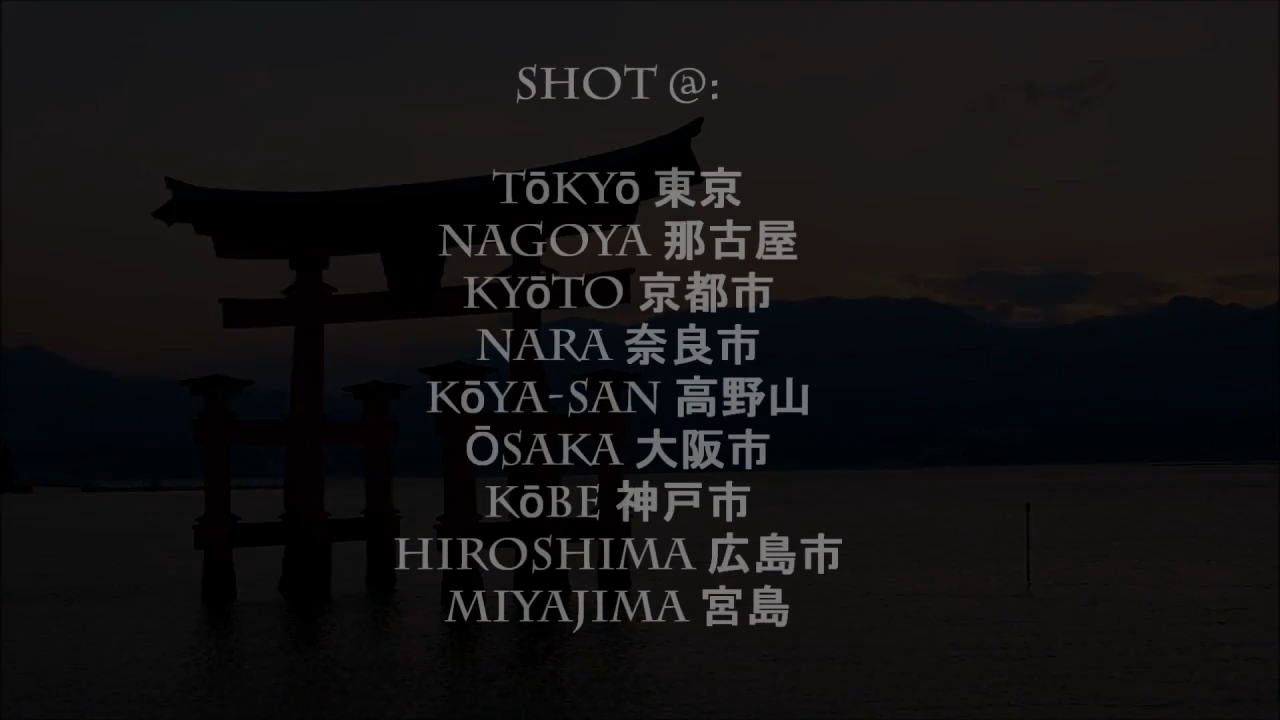 SHOT @:
TōKYō 東京
NAGOYA 那古屋
KYōTO 京都市
NARA 奈良市
KōYA-SAN 高野山
ŌSAKA 大阪市
KōBE 神戸市
HIROSHIMA 広島市
MIYAJIMA 宮島